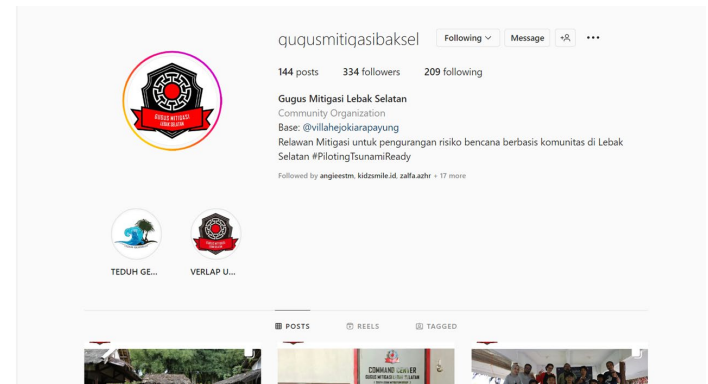 gugusmitigasibaksel Following Message
144 posts 334 followers 209 following
Gugus Mitigasi Lebak Selatan
Community Organization
Base: @villahejokiarapayung
Relawan Mitigasi untuk pengurangan risiko bencana berbasis komunitas di Lebak
Selatan #PilotingTsunamiReady
Followed by angieestm, kidzsmile.id, zalfa.azhr + 17 more
GUGUS MITIGASI
LEBAK SELATAN
TEDUH GE... VERLAP U...
POSTS REELS TAGGED
COMMAND CENTER
GUGUS MITIGASI LEBAK SELATAN